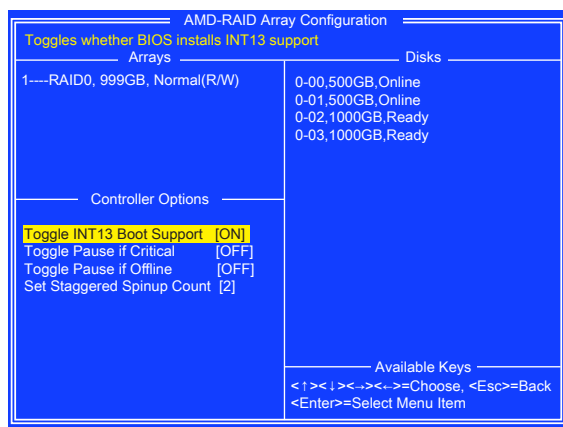 AMD-RAID Array Configuration
Toggles whether BIOS installs INT13 support
Arrays
1----RAID0, 999GB, Normal(R/W)
Disks
0-00,500GB,Online
0-01,500GB,Online
0-02,1000GB,Ready
0-03,1000GB,Ready
Controller Options
Toggle INT13 Boot Support [ON]
Toggle Pause if Critical [OFF]
Toggle Pause if Offline [OFF]
Set Staggered Spinup Count [2]
Available Keys
<↑><↓><→><←>=Choose, <Esc>=Back
<Enter>=Select Menu Item